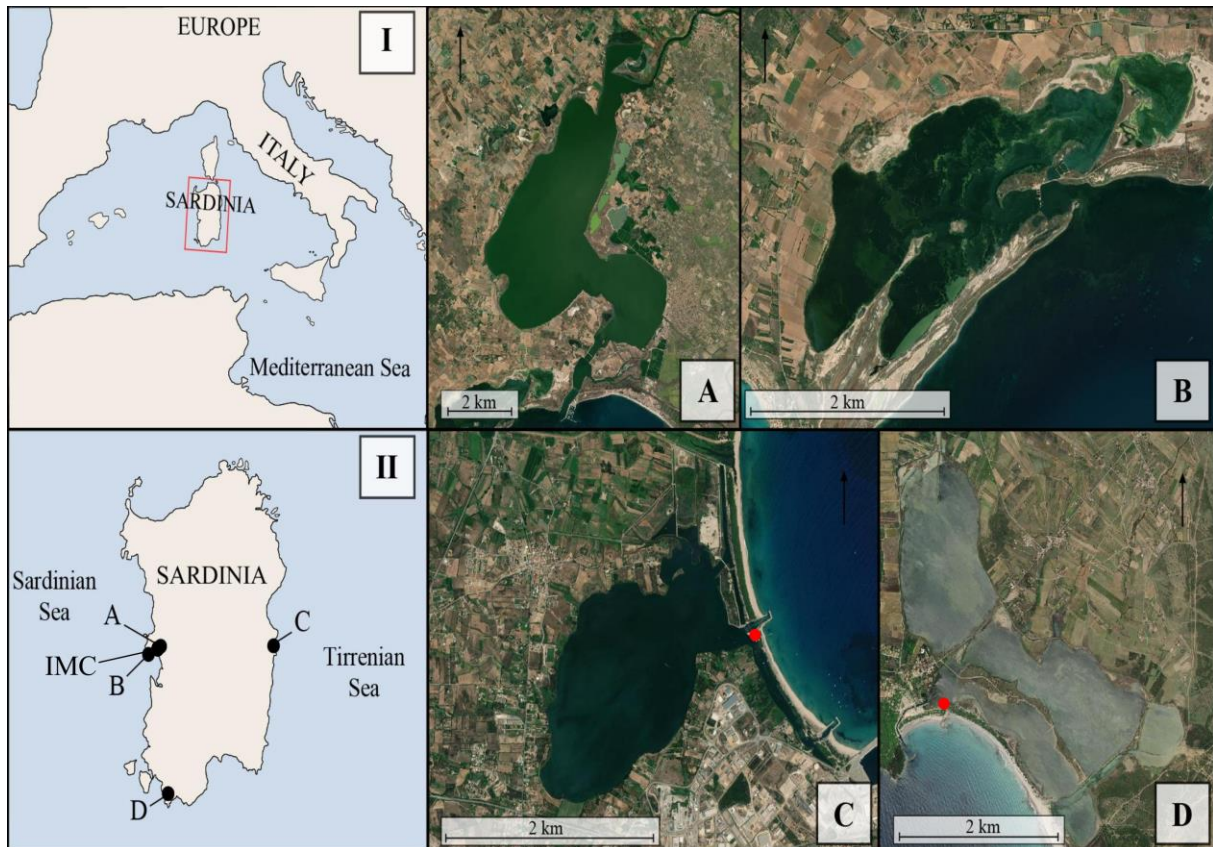 EUROPE
I
ITALY
SARDINIA
Mediterranean Sea
2 km
A
2 km
B
II
SARDINIA
Sardinian
Sea
A
IMC
B
C
Tirrenian
Sea
D
2 km
C
2 km
D